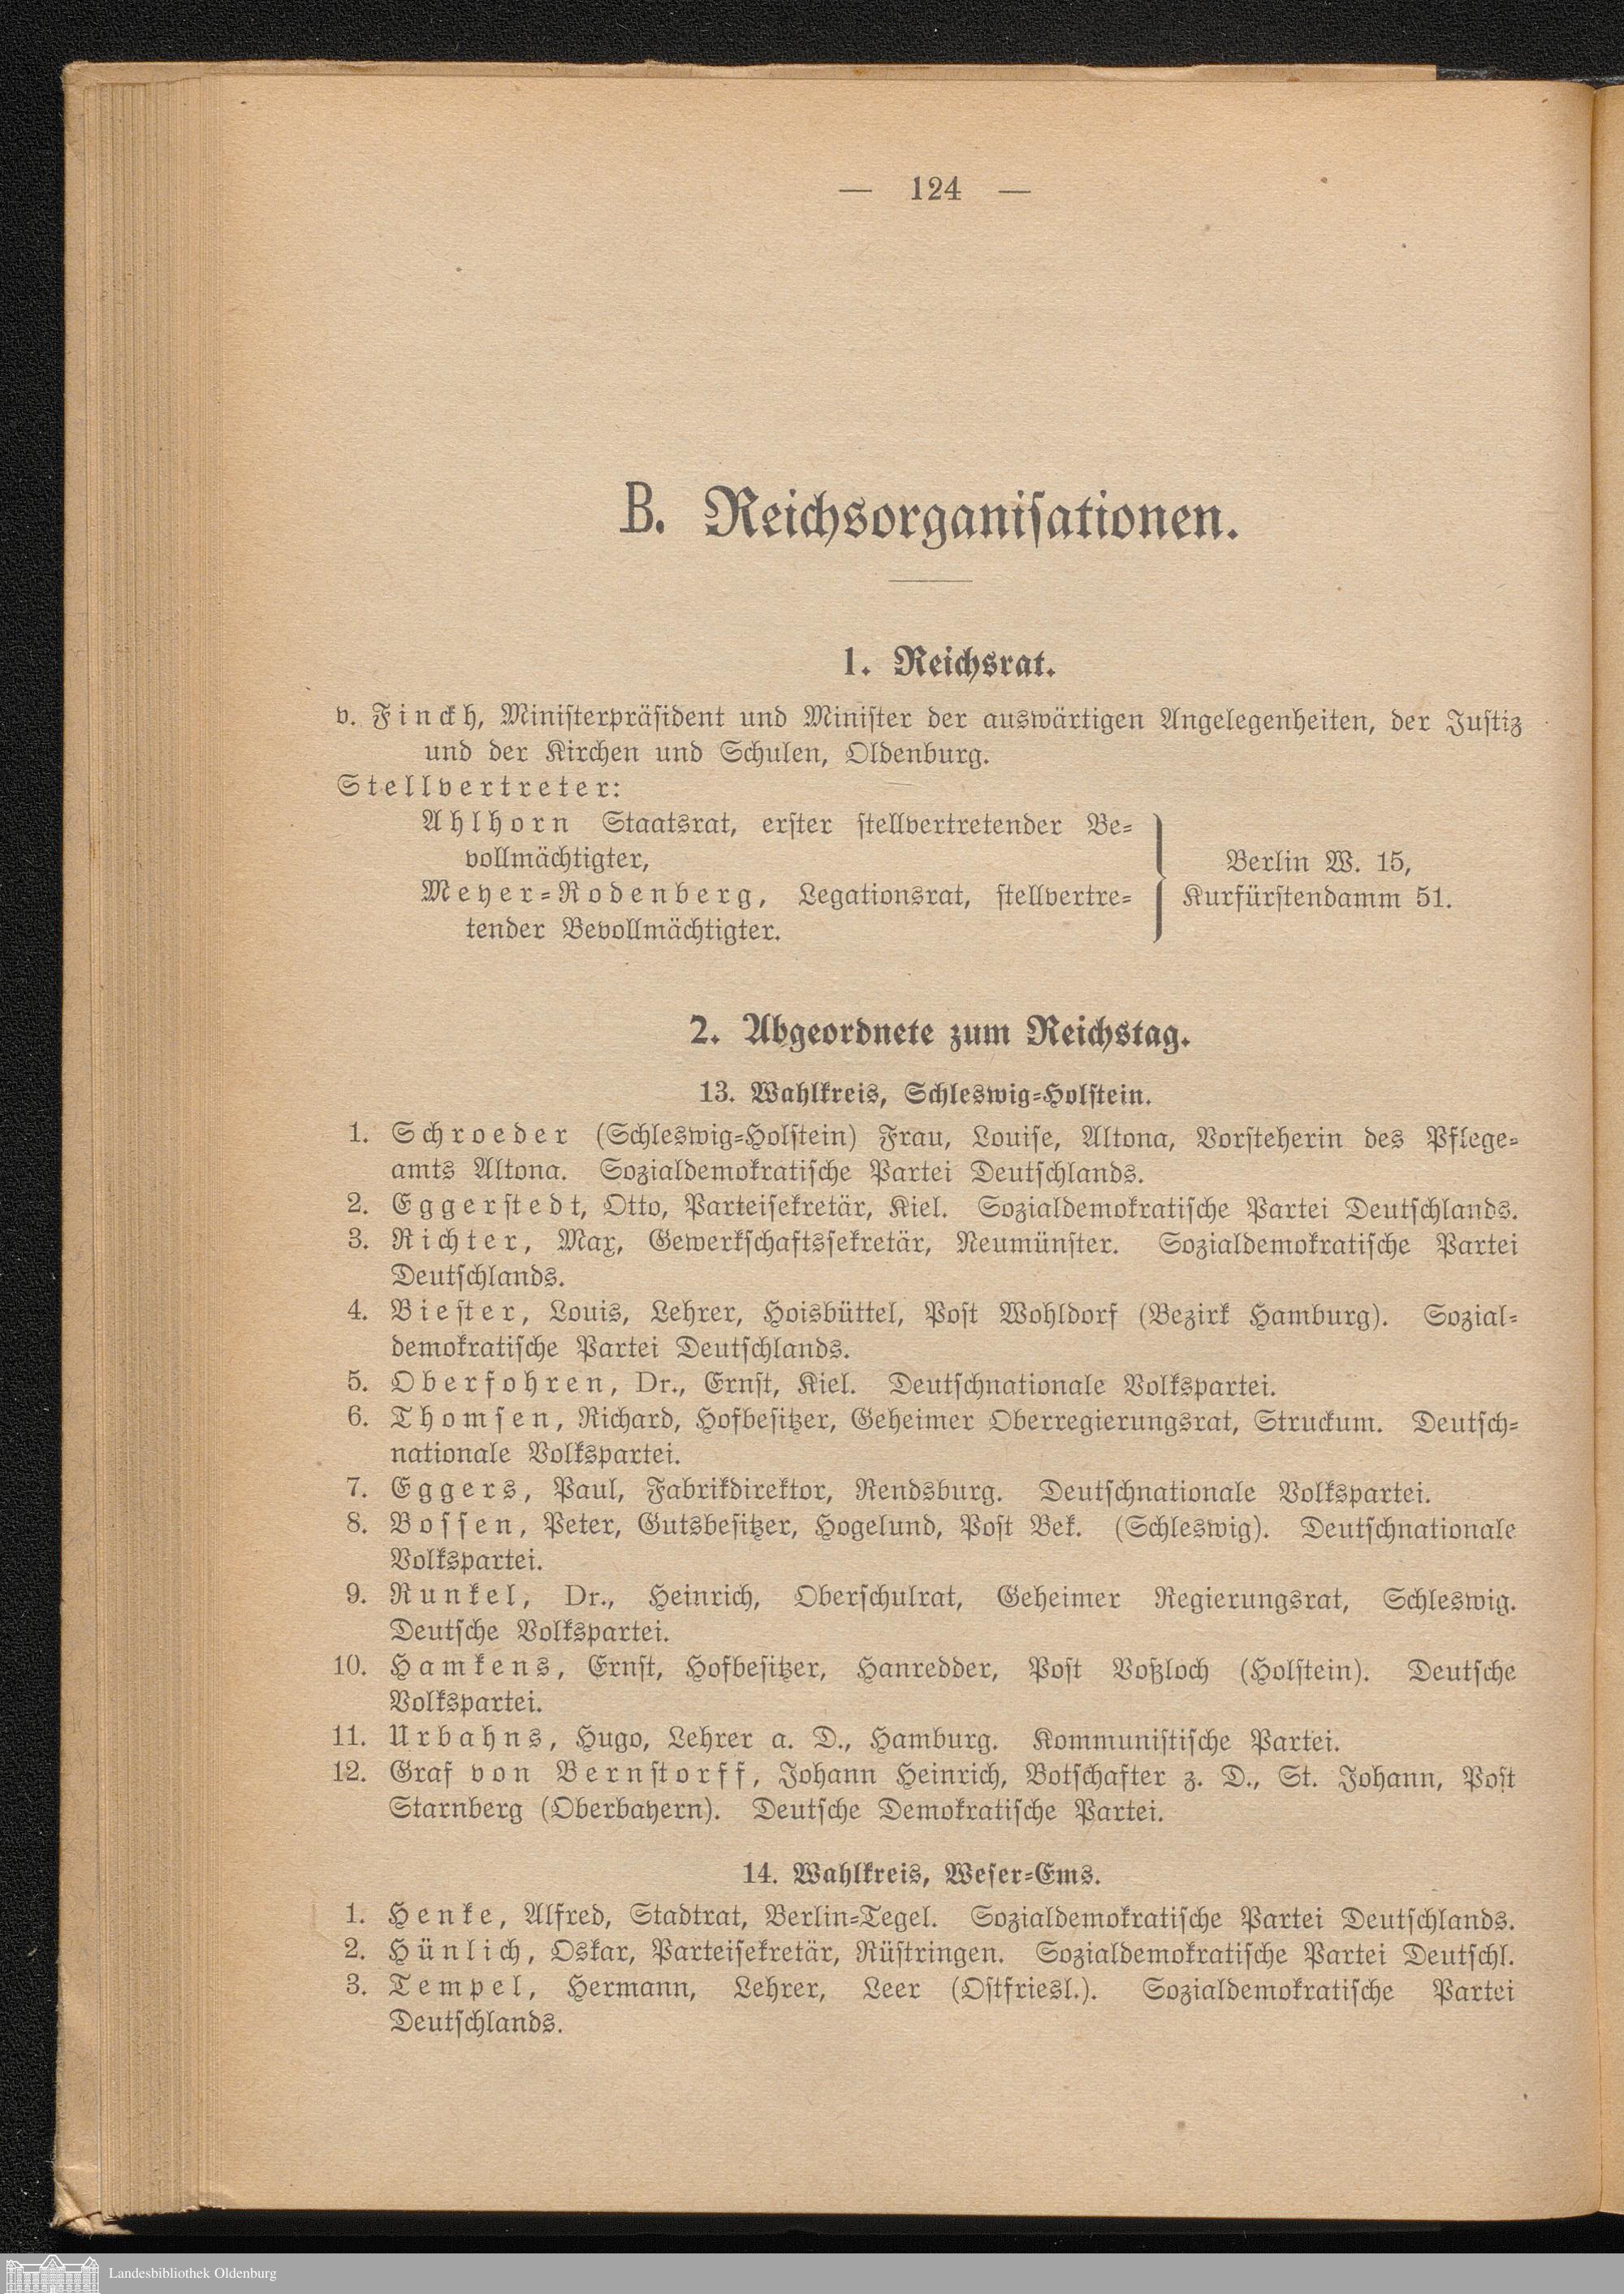 — 124 —
B. Reichsorganisationen.
1. Reichsrat.
v. Finckh, Ministerpräsident und Minister der auswärtigen Angelegenheiten, der Justiz
und der Kirchen und Schulen, Oldenburg.
Stellvertreter:
Ahlhorn Staatsrat, erster stellvertretender Be-
vollmächtigter,
Meyer-Rodenberg, Legationsrat, stellvertre-
tender Bevollmächtigter.
Berlin W. 15,
Kurfürstendamm 51.
2. Abgeordnete zum Reichstag.
13. Wahlkreis, Schleswig-Holstein.
1. Schroeder (Schleswig-Holstein) Frau, Louise, Altona, Vorsteherin des Pflege-
amts Altona. Sozialdemokratische Partei Deutschlands.
2. Eggerstedt, Otto, Parteisekretär, Kiel. Sozialdemokratische Partei Deutschlands.
3. Richter, Max, Gewerkschaftssekretär, Neumünster. Sozialdemokratische Partei
Deutschlands.
4. Biester, Louis, Lehrer, Hoisbüttel, Post Wohldorf (Bezirk Hamburg). Sozial-
demokratische Partei Deutschlands.
5. Oberfohren, Dr., Ernst, Kiel. Deutschnationale Volkspartei.
6. Thomsen, Richard, Hofbesitzer, Geheimer Oberregierungsrat, Struckum. Deutsch-
nationale Volkspartei.
7. Eggers, Paul, Fabrikdirektor, Rendsburg. Deutschnationale Volkspartei.
8. Bossen, Peter, Gutsbesitzer, Hogelund, Post Bek. (Schleswig). Deutschnationale
Volkspartei.
9. Runkel, Dr., Heinrich, Oberschulrat, Geheimer Regierungsrat, Schleswig.
Deutsche Volkspartei.
10. Hamkens, Ernst, Hofbesitzer, Hanredder, Post Voßloch (Holstein). Deutsche
Volkspartei.
11. Urbahns, Hugo, Lehrer a. D., Hamburg. Kommunistische Partei.
12. Graf von Bernstorff, Johann Heinrich, Botschafter z. D., St. Johann, Post
Starnberg (Oberbayern). Deutsche Demokratische Partei.
14. Wahlkreis, Weser-Ems.
1. Henke, Alfred, Stadtrat, Berlin-Tegel. Sozialdemokratische Partei Deutschlands.
2. Hünlich, Oskar, Parteisekretär, Rüstringen. Sozialdemokratische Partei Deutschl.
3. Tempel, Hermann, Lehrer, Leer (Ostfriesl.). Sozialdemokratische Partei
Deutschlands.
Landesbibliothek Oldenburg